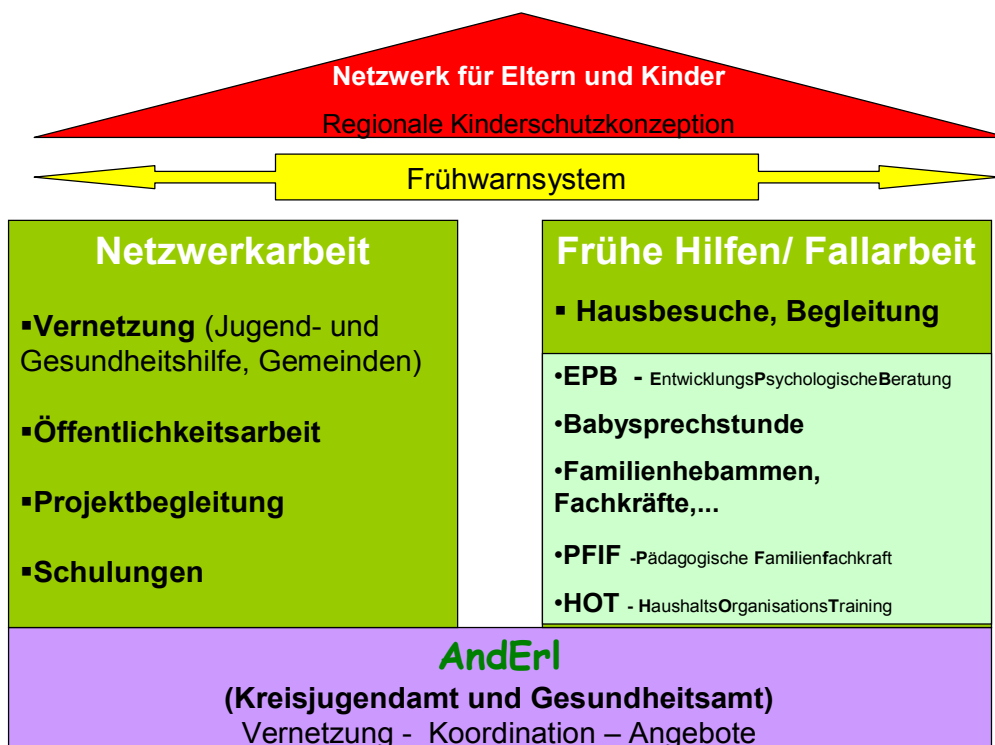 Netzwerk für Eltern und Kinder
Regionale Kinderschutzkonzeption
Frühwarnsystem
Netzwerkarbeit
▪Vernetzung (Jugend- und
Gesundheitshilfe, Gemeinden)
▪Öffentlichkeitsarbeit
▪Projektbegleitung
▪Schulungen
Frühe Hilfen/ Fallarbeit
▪ Hausbesuche, Begleitung
•EPB - EntwicklungsPsychologischeBeratung
•Babysprechstunde
•Familienhebammen,
Fachkräfte,...
•PFIF -Pädagogische Familienfachkraft
•HOT - HaushaltsOrganisationsTraining
AndErl
(Kreisjugendamt und Gesundheitsamt)
Vernetzung - Koordination – Angebote